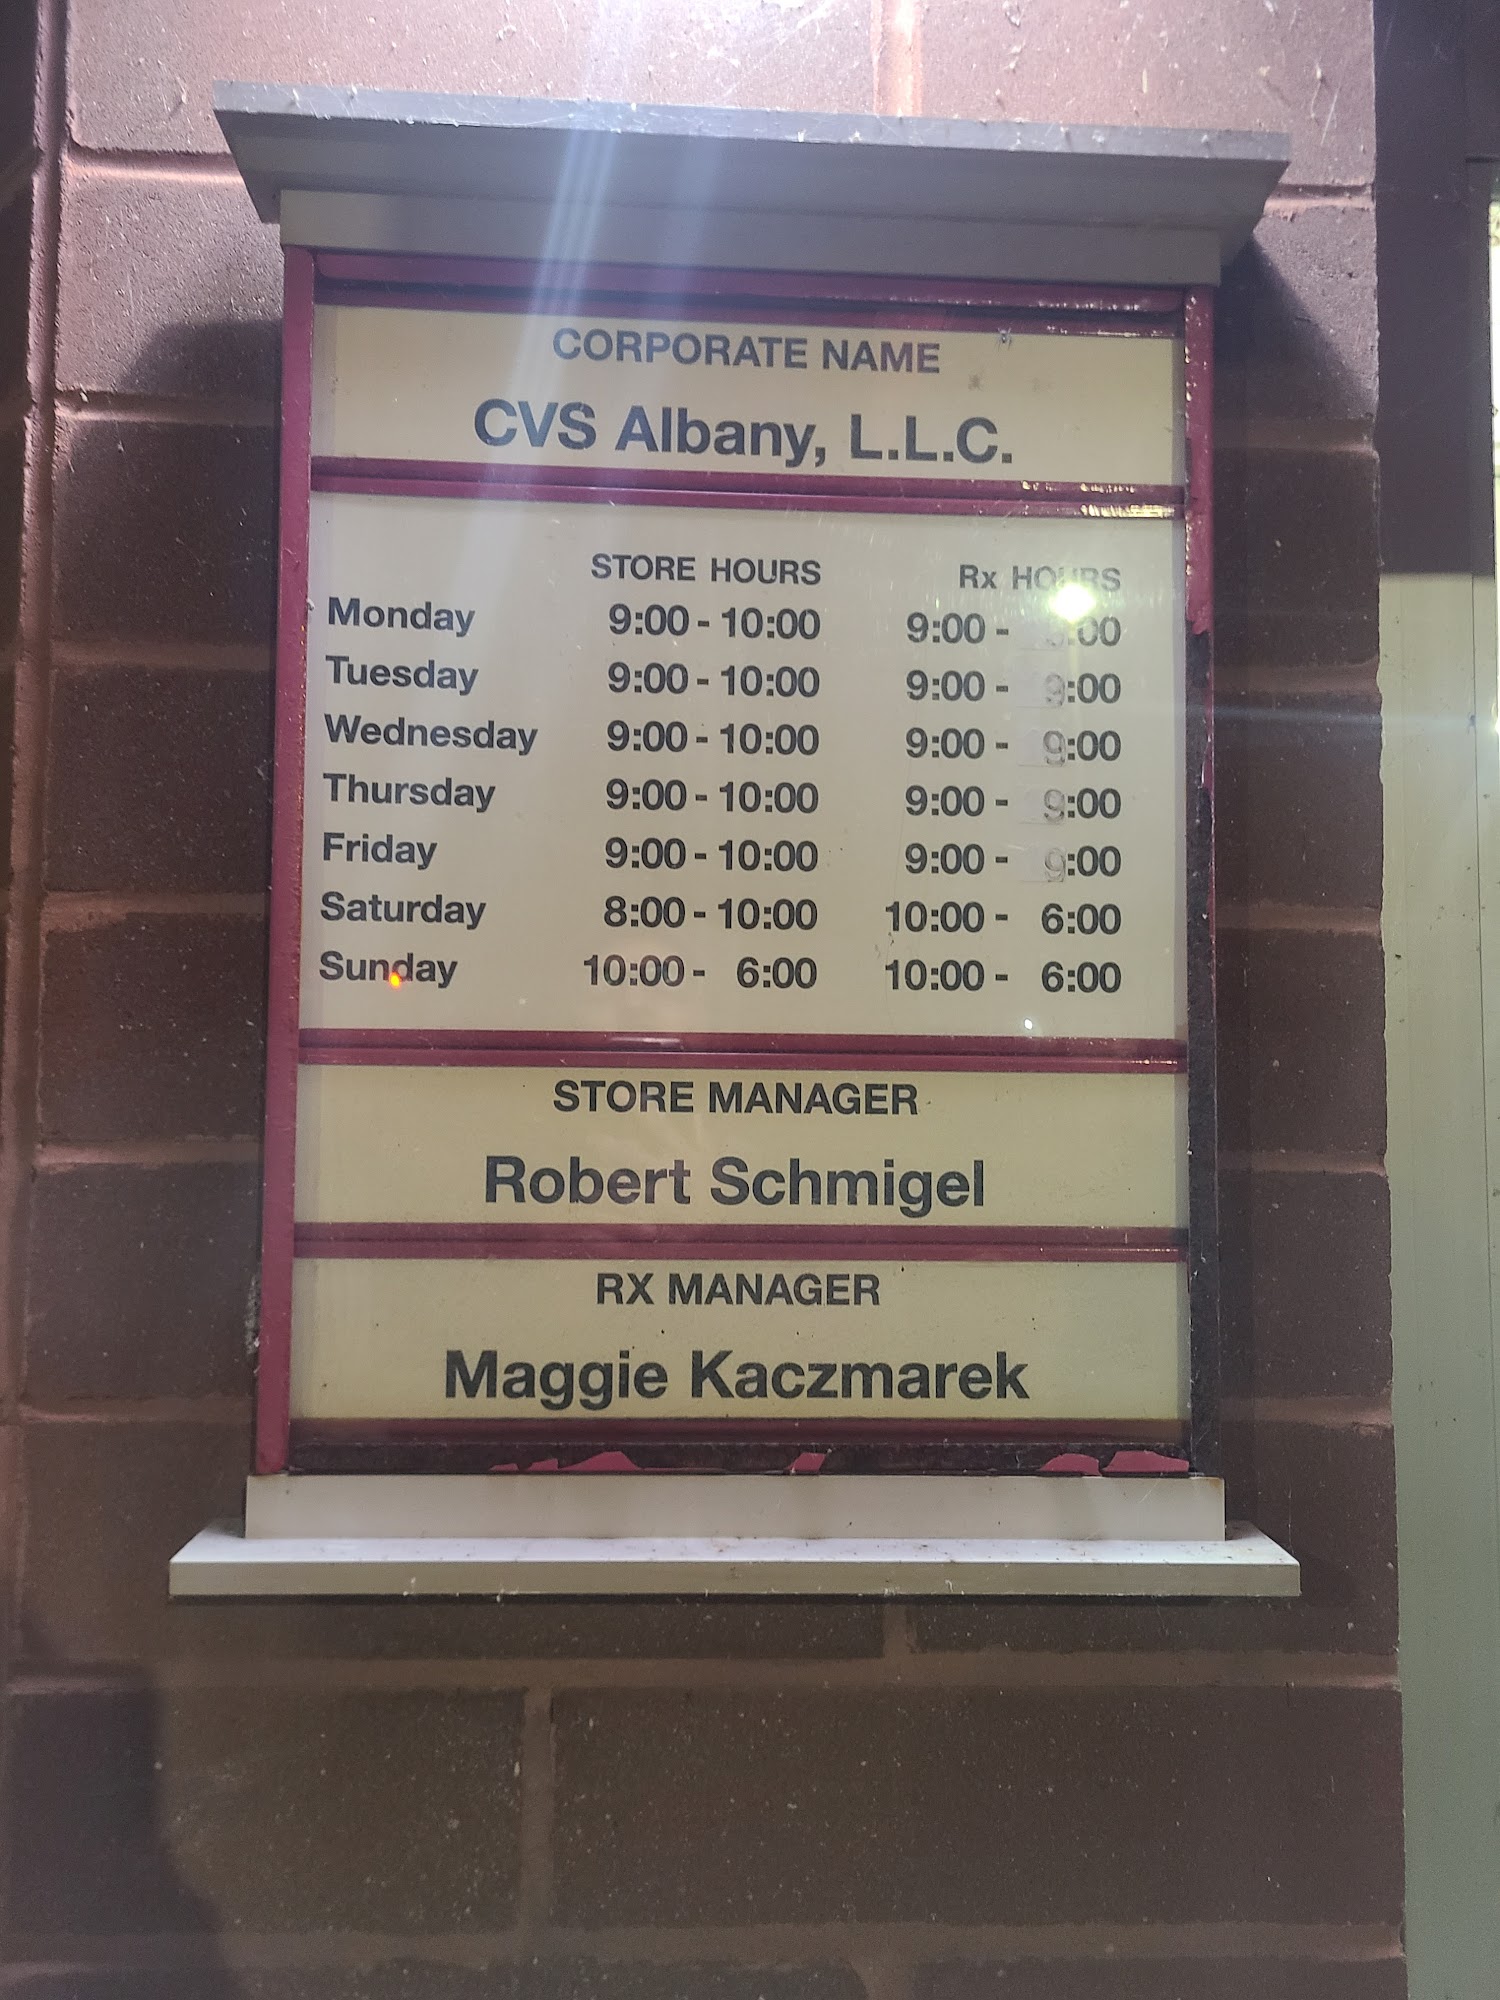 CORPORATE NAME
CVS Albany, L.L.C.
STORE HOURS Rx HOURS
Monday 9:00 - 10:00 9:00 -
Tuesday 9:00 - 10:00 9:00 - 9:00
Wednesday 9:00 - 10:00 9:00 - 9:00
Thursday 9:00 - 10:00 9:00 - 9:00
Friday 9:00 - 10:00 9:00 - 9:00
Saturday 8:00 - 10:00 10:00 - 6:00
Sunday 10:00 - 6:00 10:00 - 6:00
STORE MANAGER
Robert Schmigel
RX MANAGER
Maggie Kaczmarek